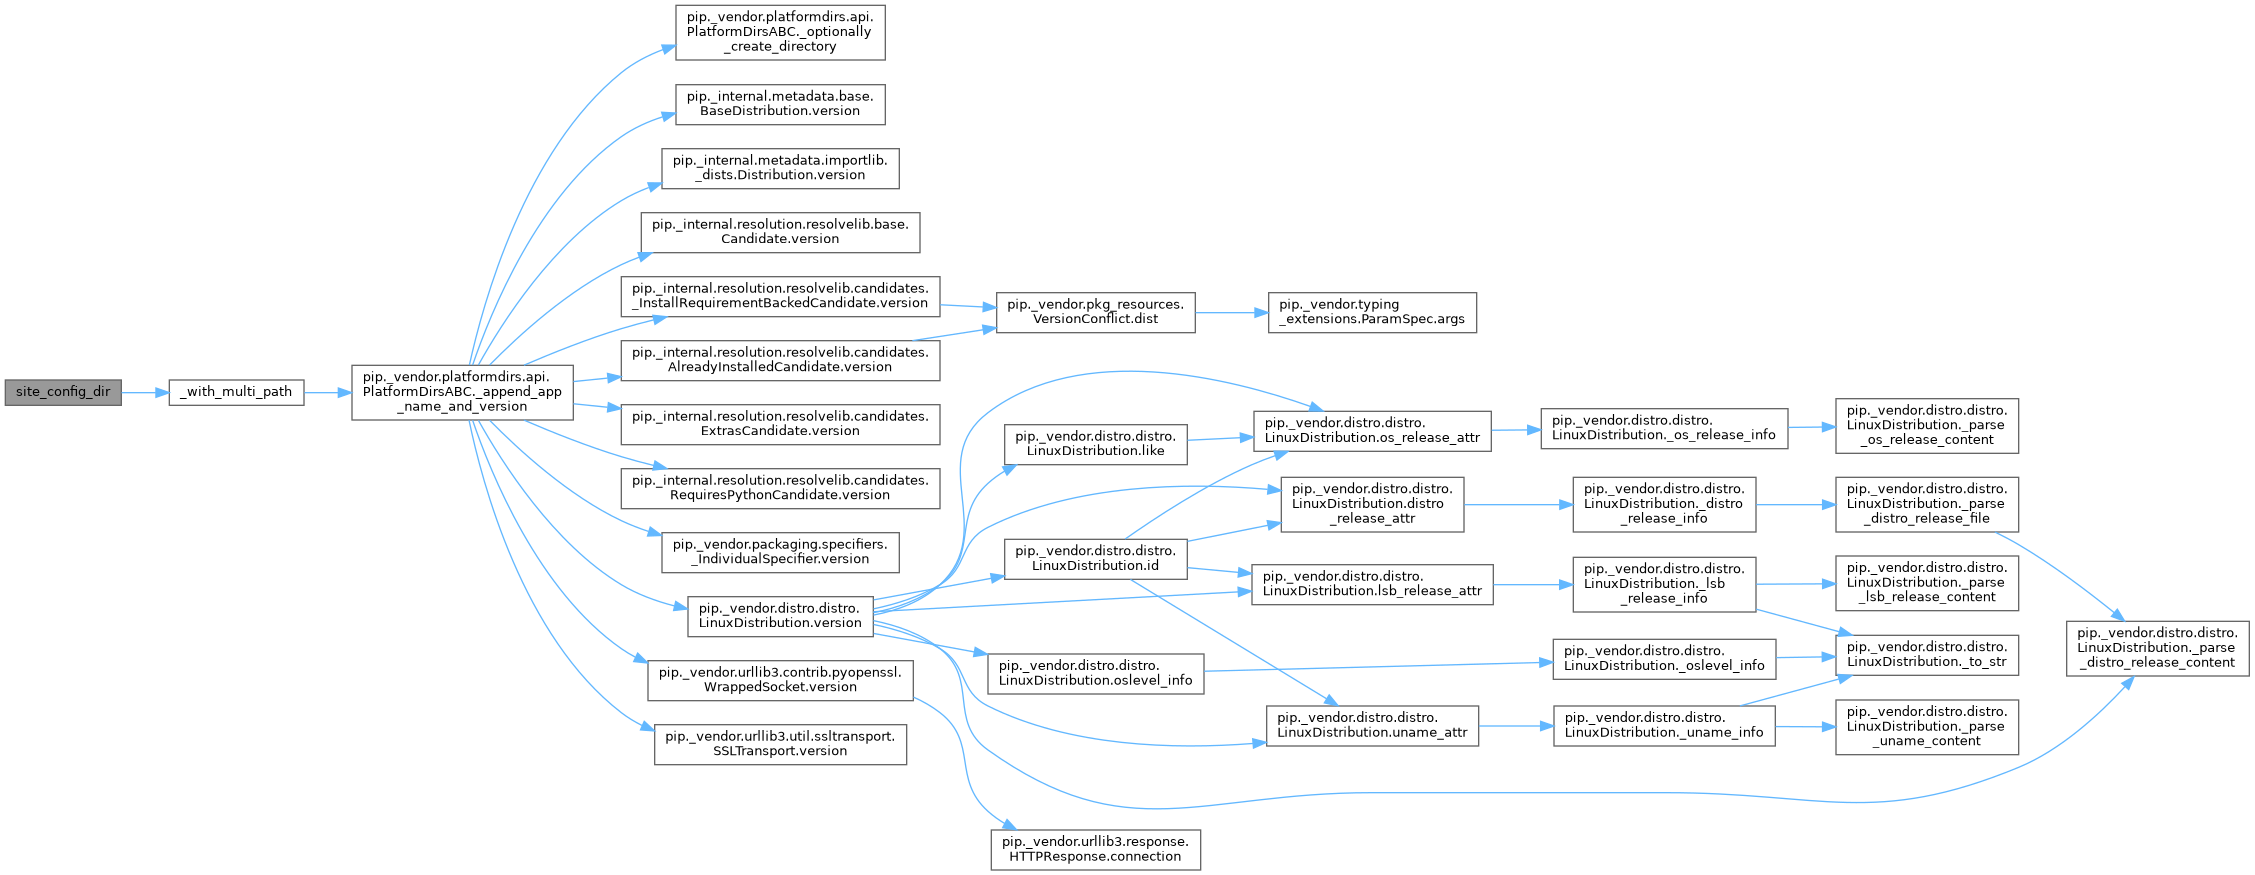 site_config_dir
_with_multi_path
pip._vendor.platformdirs.api.
PlatformDirsABC._append_app
_name_and_version
pip._vendor.platformdirs.api.
PlatformDirsABC._optionally
_create_directory
pip._internal.metadata.base.
BaseDistribution.version
pip._internal.metadata.importlib.
_dists.Distribution.version
pip._internal.resolution.resolvelib.base.
Candidate.version
pip._internal.resolution.resolvelib.candidates.
_InstallRequirementBackedCandidate.version
pip._internal.resolution.resolvelib.candidates.
AlreadyInstalledCandidate.version
pip._internal.resolution.resolvelib.candidates.
ExtrasCandidate.version
pip._internal.resolution.resolvelib.candidates.
RequiresPythonCandidate.version
pip._vendor.packaging.specifiers.
_IndividualSpecifier.version
pip._vendor.distro.distro.
LinuxDistribution.version
pip._vendor.urllib3.contrib.pyopenssl.
WrappedSocket.version
pip._vendor.urllib3.util.ssltransport.
SSLTransport.version
pip._vendor.pkg_resources.
VersionConflict.dist
pip._vendor.distro.distro.
LinuxDistribution.like
pip._vendor.distro.distro.
LinuxDistribution.id
pip._vendor.distro.distro.
LinuxDistribution.oslevel_info
pip._vendor.urllib3.response.
HTTPResponse.connection
pip._vendor.typing
_extensions.ParamSpec.args
pip._vendor.distro.distro.
LinuxDistribution.os_release_attr
pip._vendor.distro.distro.
LinuxDistribution.distro
_release_attr
pip._vendor.distro.distro.
LinuxDistribution.lsb_release_attr
pip._vendor.distro.distro.
LinuxDistribution.uname_attr
pip._vendor.distro.distro.
LinuxDistribution._os_release_info
pip._vendor.distro.distro.
LinuxDistribution._distro
_release_info
pip._vendor.distro.distro.
LinuxDistribution._lsb
_release_info
pip._vendor.distro.distro.
LinuxDistribution._oslevel_info
pip._vendor.distro.distro.
LinuxDistribution._uname_info
pip._vendor.distro.distro.
LinuxDistribution._parse
_os_release_content
pip._vendor.distro.distro.
LinuxDistribution._parse
_distro_release_file
pip._vendor.distro.distro.
LinuxDistribution._parse
_lsb_release_content
pip._vendor.distro.distro.
LinuxDistribution._to_str
pip._vendor.distro.distro.
LinuxDistribution._parse
_uname_content
pip._vendor.distro.distro.
LinuxDistribution._parse
_distro_release_content